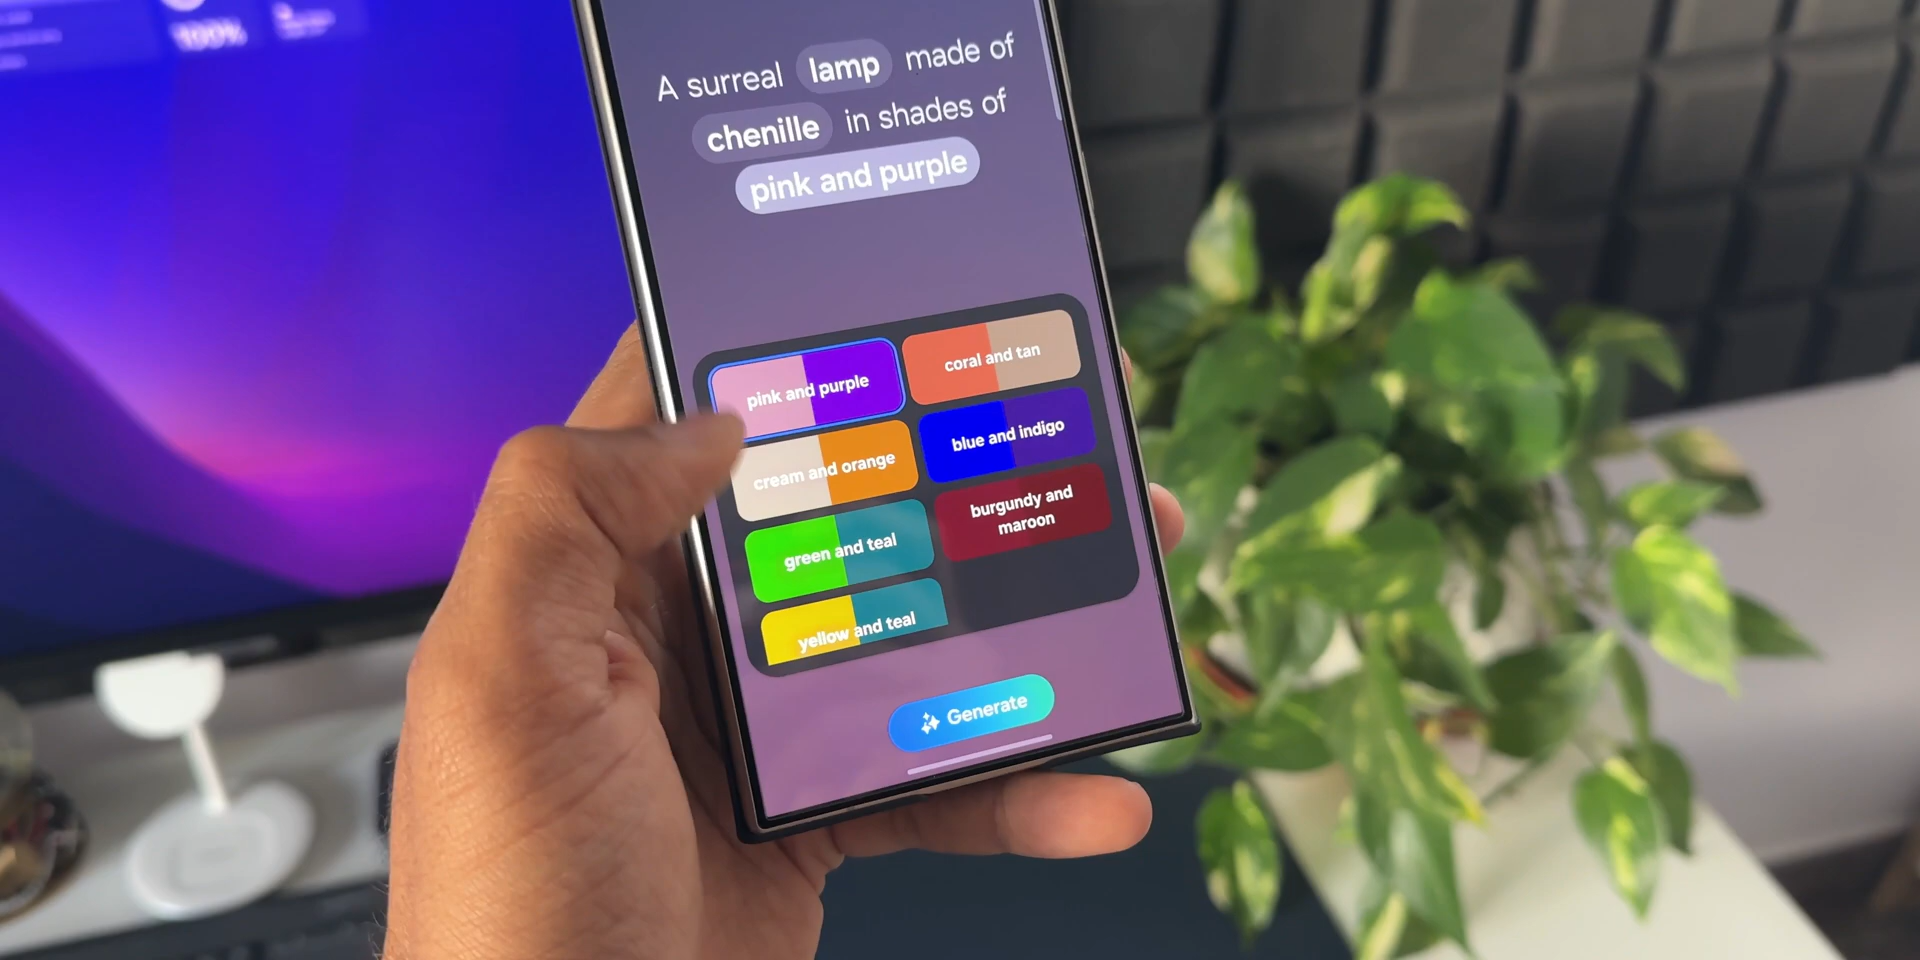 100%
A surreal lamp made of
chenille in shades of
pink and purple
pink and purple
coral and tan
cream and orange
blue and indigo
green and teal
burgundy and
maroon
yellow and teal
Generate